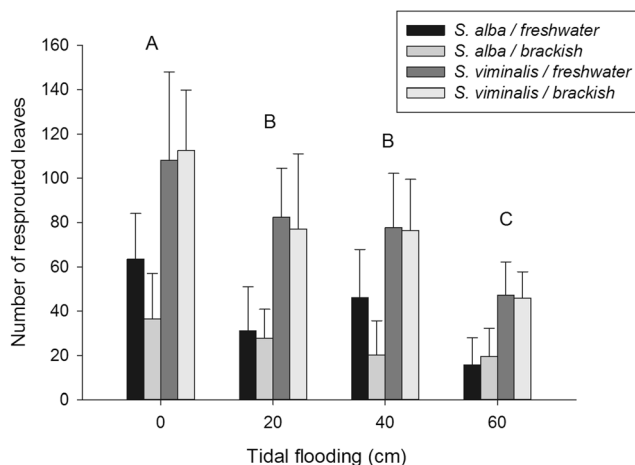 S. alba / freshwater
S. alba / brackish
S. viminalis / freshwater
S. viminalis / brackish
Number of resprouted leaves
160
140
120
100
80
60
40
20
0
A
B
B
C
0 20 40 60
Tidal flooding (cm)